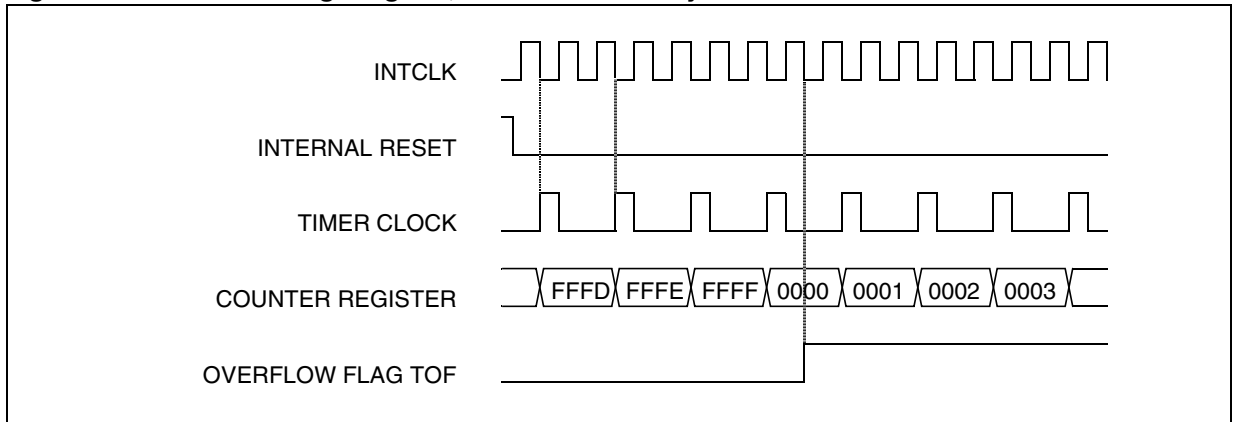 INTCLK
INTERNAL RESET
TIMER CLOCK
COUNTER REGISTER
FFFD FFFE FFFF 0000 0001 0002 0003
OVERFLOW FLAG TOF